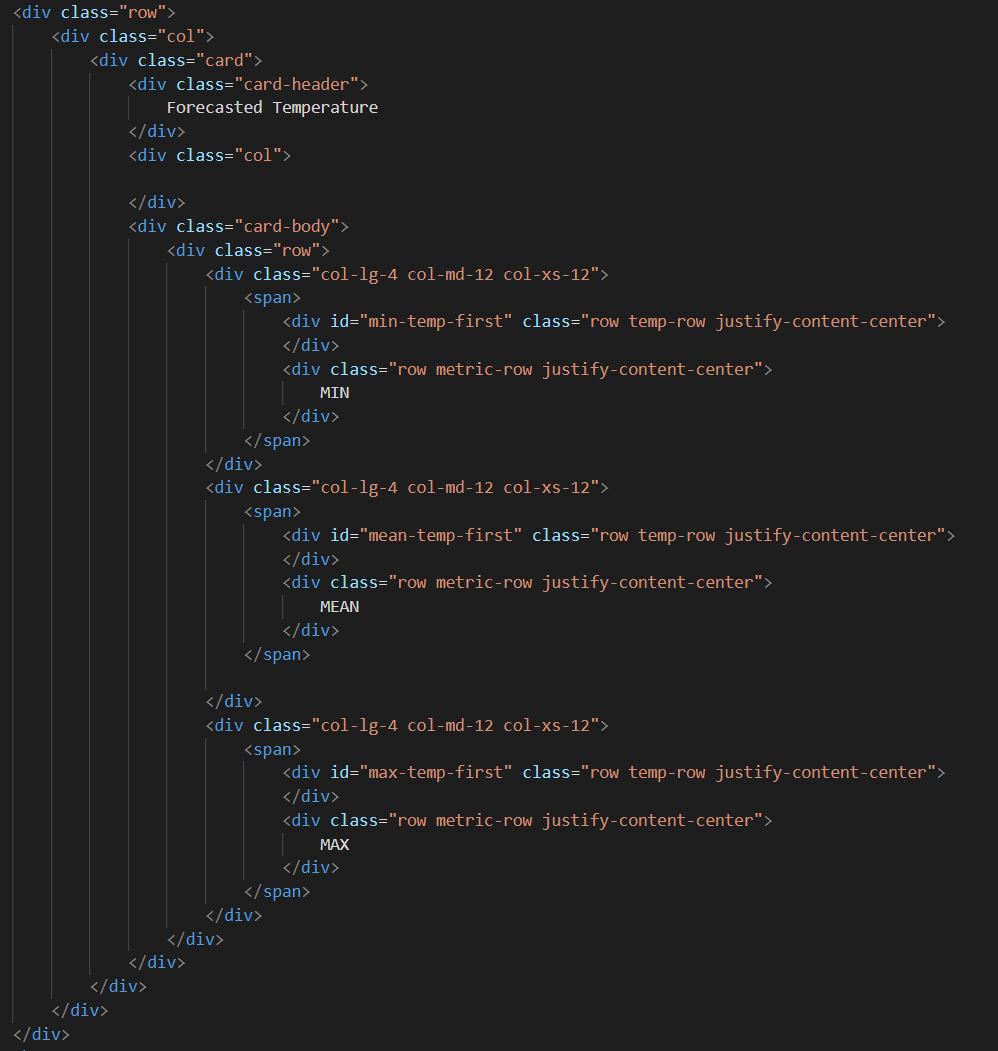 <div class="row">
    <div class="col">
        <div class="card">
            <div class="card-header">
                Forecasted Temperature
            </div>
            <div class="col">

            </div>
            <div class="card-body">
                <div class="row">
                    <div class="col-lg-4 col-md-12 col-xs-12">
                        <span>
                            <div id="min-temp-first" class="row temp-row justify-content-center">
                            </div>
                            <div class="row metric-row justify-content-center">
                                MIN
                            </div>
                        </span>
                    </div>
                    <div class="col-lg-4 col-md-12 col-xs-12">
                        <span>
                            <div id="mean-temp-first" class="row temp-row justify-content-center">
                            </div>
                            <div class="row metric-row justify-content-center">
                                MEAN
                            </div>
                        </span>

                    </div>
                    <div class="col-lg-4 col-md-12 col-xs-12">
                        <span>
                            <div id="max-temp-first" class="row temp-row justify-content-center">
                            </div>
                            <div class="row metric-row justify-content-center">
                                MAX
                            </div>
                        </span>
                    </div>
                </div>
            </div>
        </div>
    </div>
</div>